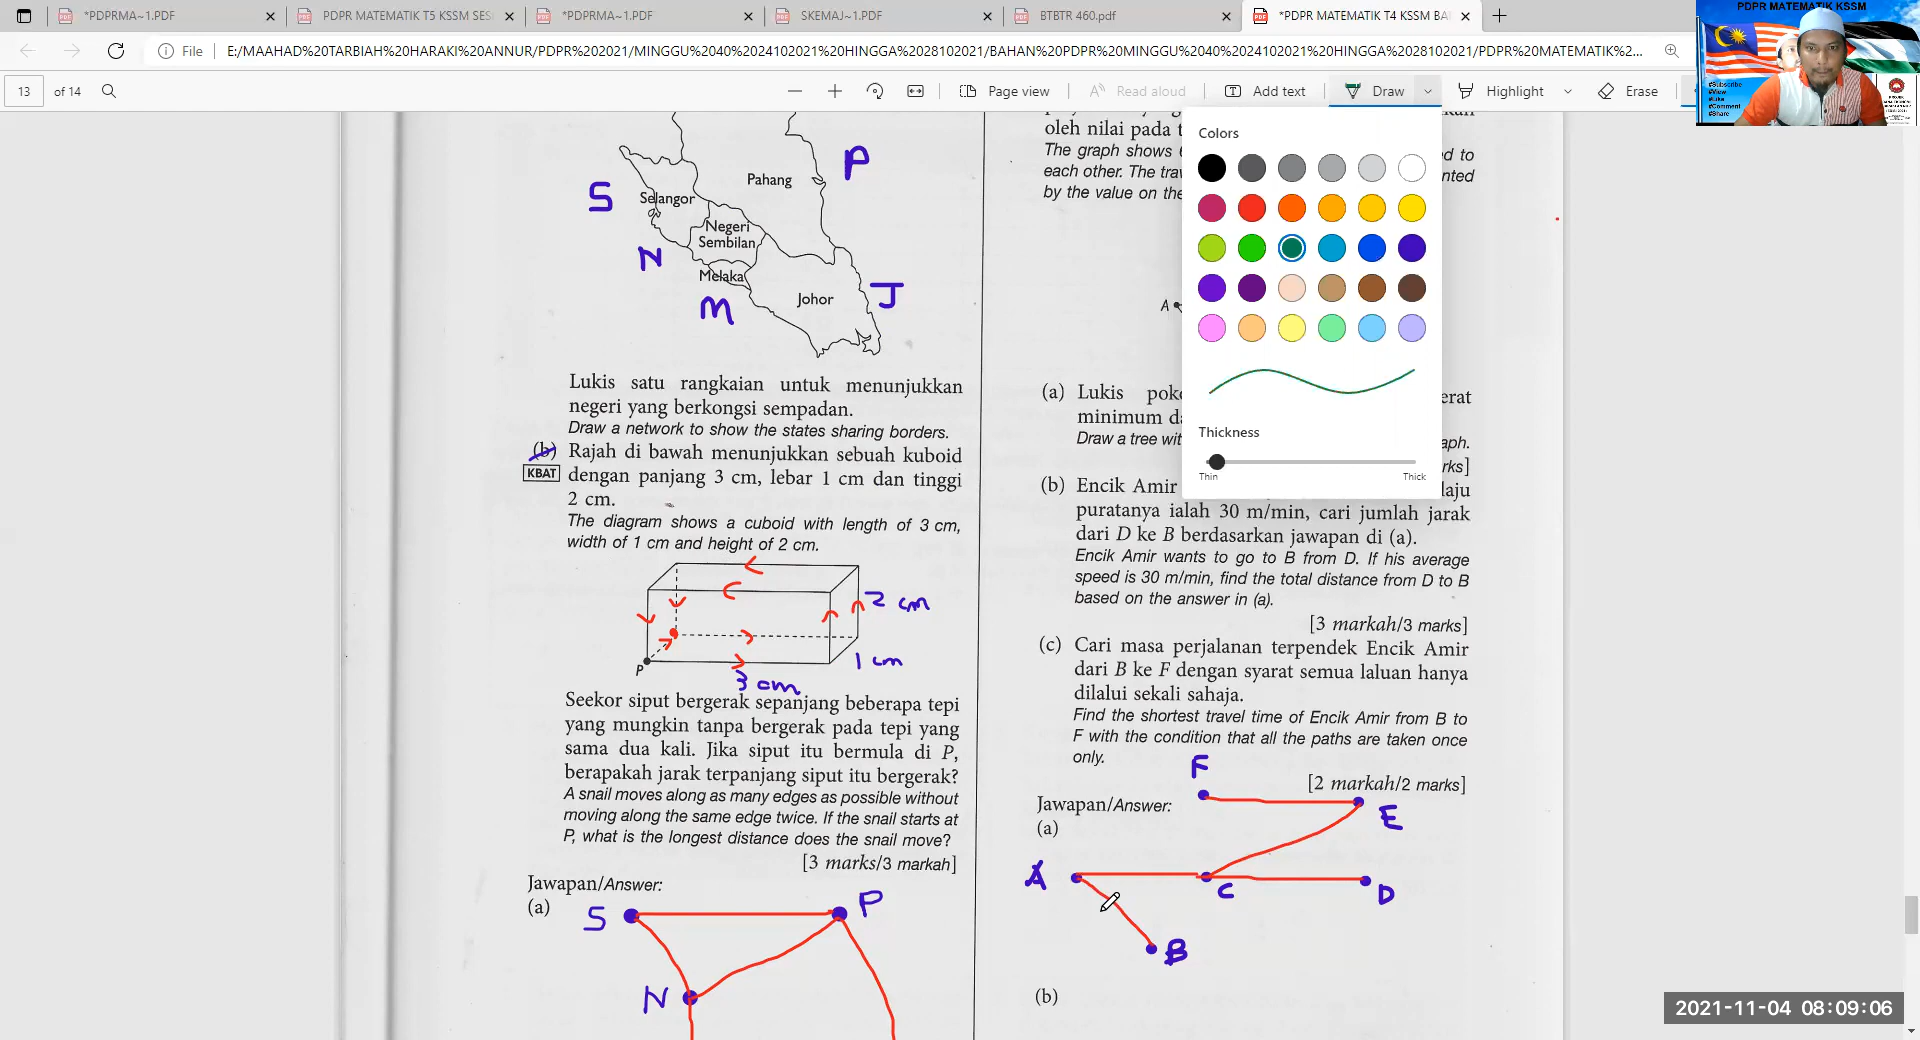 *PDPRMA~1.PDF
PDPR MATEMATIK T5 KSSM SES
*PDPRMA~1.PDF
SKEMAJ~1.PDF
BTBTR 460.pdf
*PDPR MATEMATIK T4 KSSM BA
File
E:/MAAHAD%20TARBIAH%20HARAKI%20ANNUR/PDPR%202021/MINGGU%2040%2024102021%20HINGGA%2028102021/BAHAN%20PDPR%20MINGGU%2040%2024102021%20HINGGA%2028102021/PDPR%20MATEMATIK%2...
13 of 14
Page view
Read aloud
Add text
Draw
Highlight
Erase
PDPR MATEMATIK KSSM
#Subscribe
#View
#Like
#Comment
#Share
Colors
Thickness
Thin
Thick
Pahang
P
Selangor
S
Negeri
Sembilan
N
Melaka
M
Johor
J
Lukis satu rangkaian untuk menunjukkan
negeri yang berkongsi sempadan.
Draw a network to show the states sharing borders.
(b) Rajah di bawah menunjukkan sebuah kuboid
KBAT dengan panjang 3 cm, lebar 1 cm dan tinggi
2 cm.
The diagram shows a cuboid with length of 3 cm,
width of 1 cm and height of 2 cm.
2 cm
1 cm
P
3 cm
Seekor siput bergerak sepanjang beberapa tepi
yang mungkin tanpa bergerak pada tepi yang
sama dua kali. Jika siput itu bermula di P,
berapakah jarak terpanjang siput itu bergerak?
A snail moves along as many edges as possible without
moving along the same edge twice. If the snail starts at
P, what is the longest distance does the snail move?
[3 marks/3 markah]
Jawapan/Answer:
(a)
S
P
N
oleh nilai pada
The graph shows
ed to
each other. The
nted
by the value on the
A
(a) Lukis
erat
minimum
Draw a tree
aph.
rks]
(b) Encik Amir
laju
puratanya ialah 30 m/min, cari jumlah jarak
dari D ke B berdasarkan jawapan di (a).
Encik Amir wants to go to B from D. If his average
speed is 30 m/min, find the total distance from D to B
based on the answer in (a).
[3 markah/3 marks]
(c) Cari masa perjalanan terpendek Encik Amir
dari B ke F dengan syarat semua laluan hanya
dilalui sekali sahaja.
Find the shortest travel time of Encik Amir from B to
F with the condition that all the paths are taken once
only.
[2 markah/2 marks]
Jawapan/Answer:
(a)
F
E
A
C
D
B
(b)
2021-11-04 08:09:06